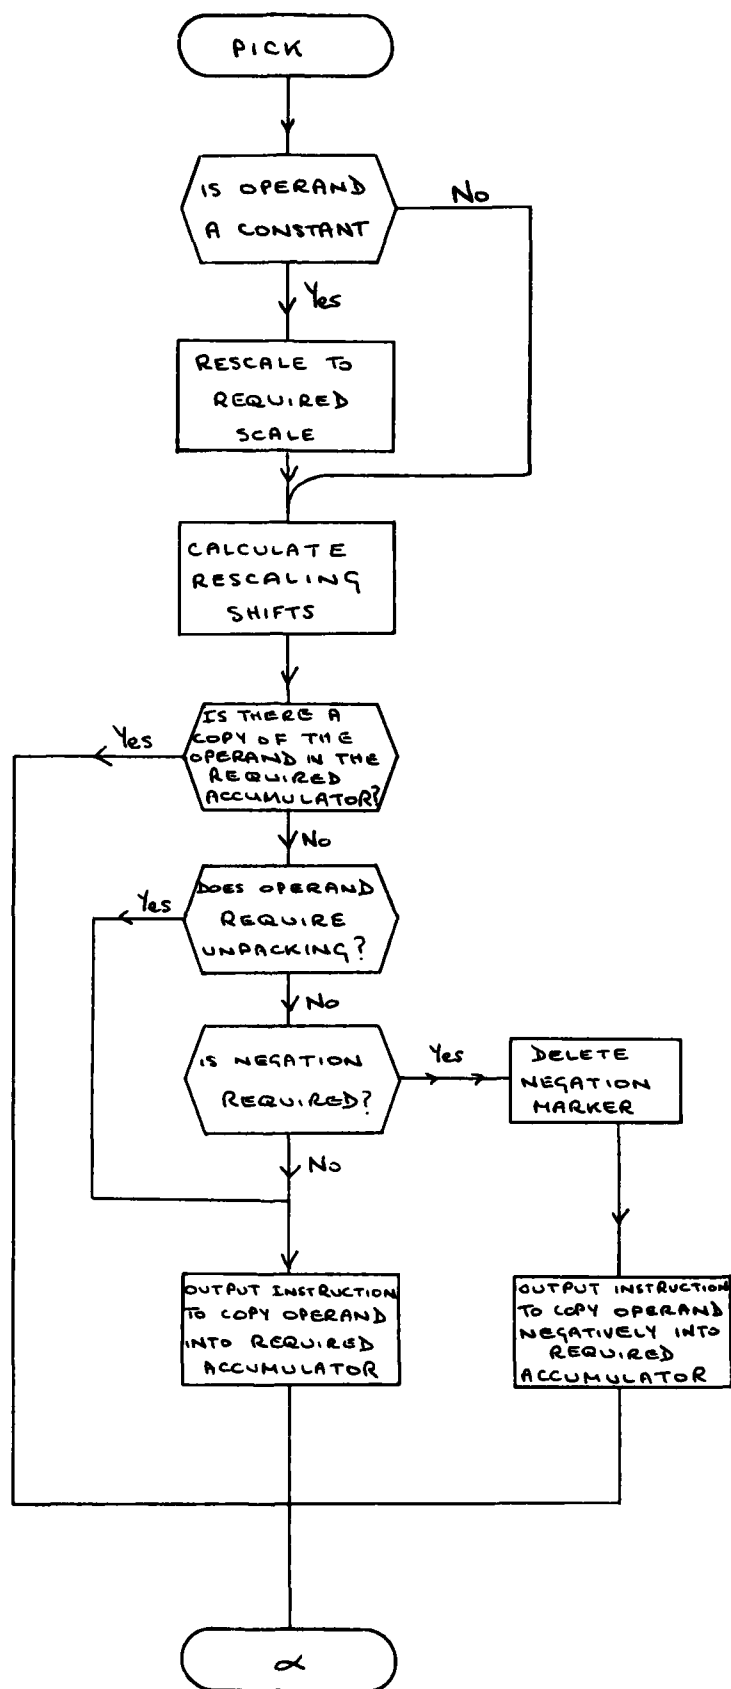 PICK
IS OPERAND
A CONSTANT
No
Yes
RESCALE TO
REQUIRED
SCALE
CALCULATE
RESCALING
SHIFTS
IS THERE A
COPY OF THE
OPERAND IN THE
REQUIRED
ACCUMULATOR?
Yes
No
DOES OPERAND
REQUIRE
UNPACKING?
Yes
No
IS NEGATION
REQUIRED?
Yes
DELETE
NEGATION
MARKER
No
OUTPUT INSTRUCTION
TO COPY OPERAND
INTO REQUIRED
ACCUMULATOR
OUTPUT INSTRUCTION
TO COPY OPERAND
NEGATIVELY INTO
REQUIRED
ACCUMULATOR
α